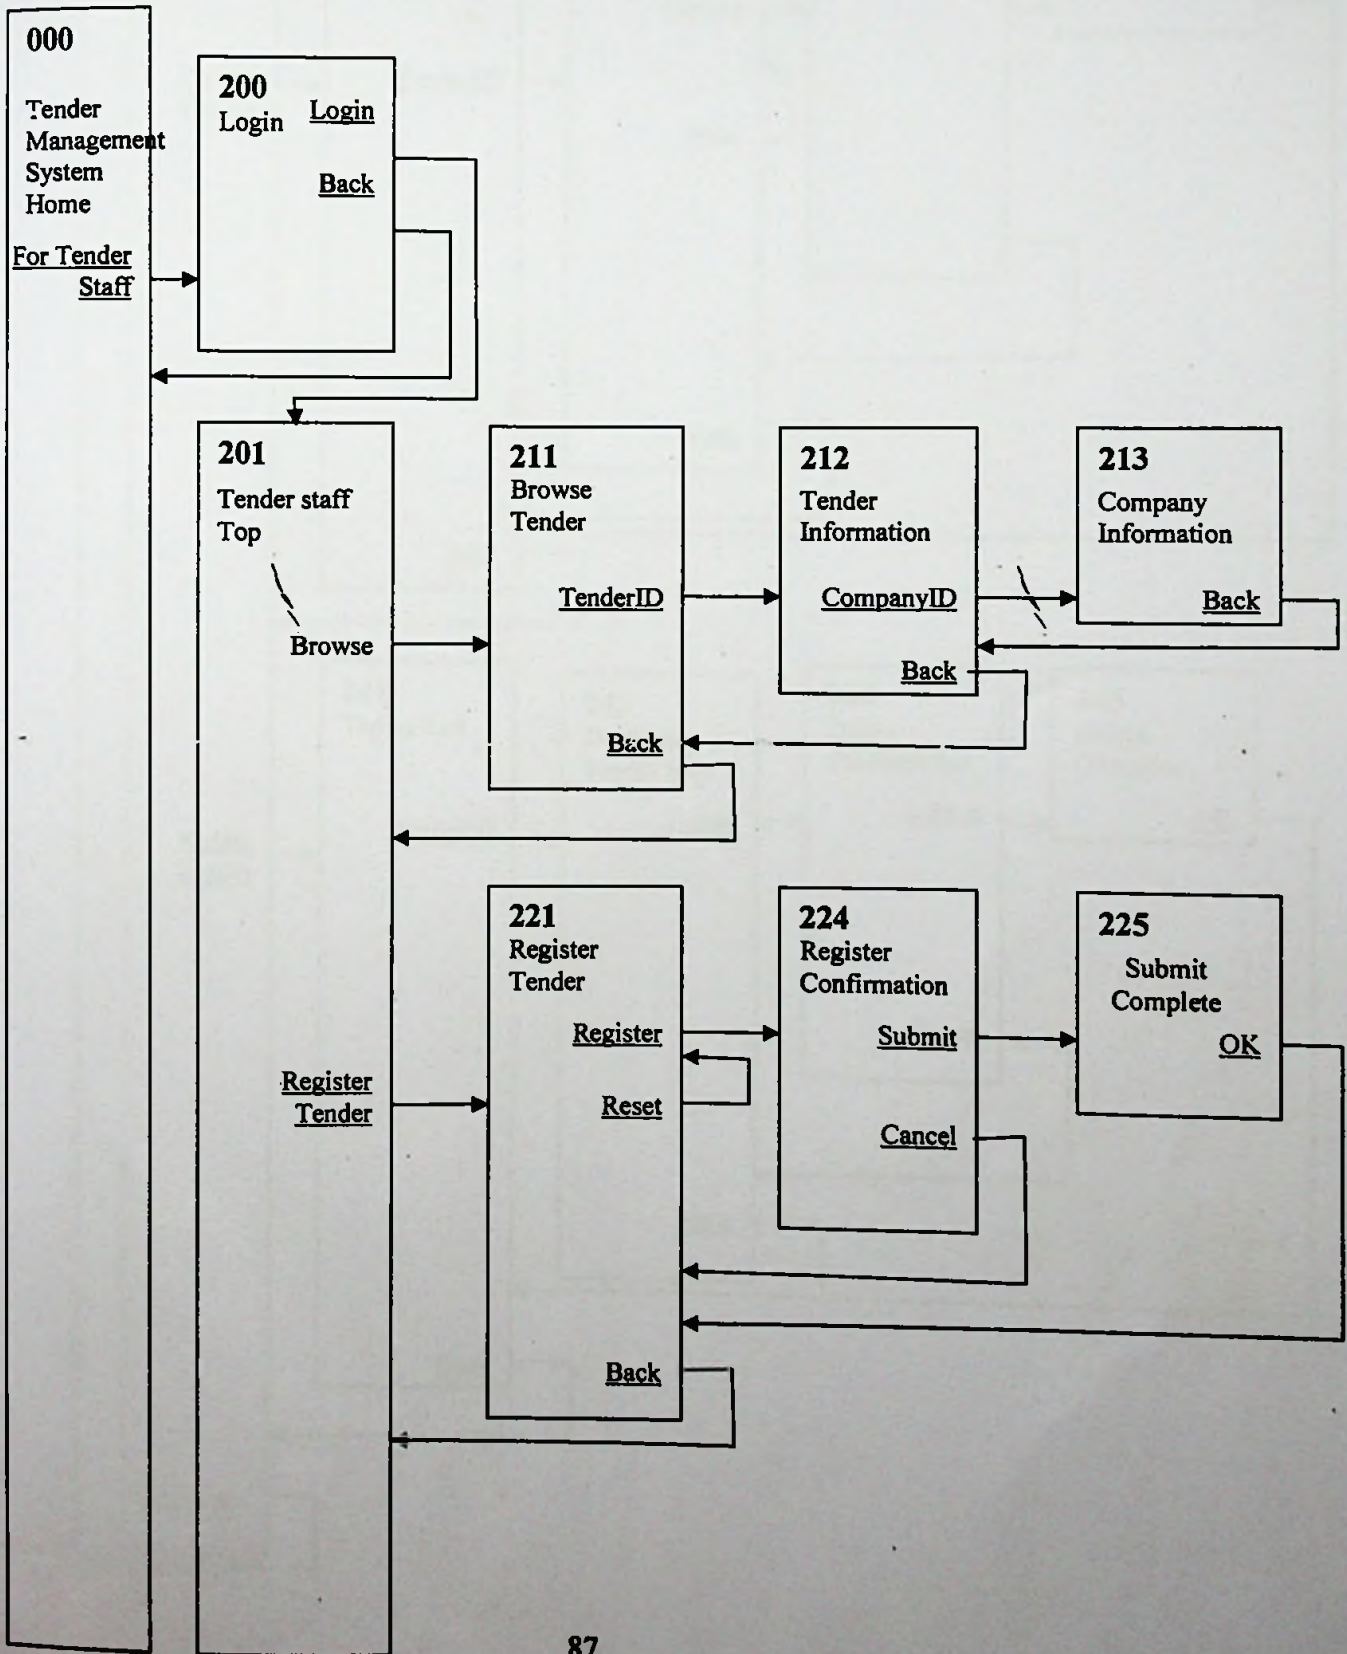 000
Tender
Management
System
Home
For Tender
Staff
200
Login
Login
Back
201
Tender staff
Top
Browse
Register
Tender
211
Browse
Tender
TenderID
Back
212
Tender
Information
CompanyID
Back
213
Company
Information
Back
221
Register
Tender
Register
Reset
Back
224
Register
Confirmation
Submit
Cancel
225
Submit
Complete
OK
87